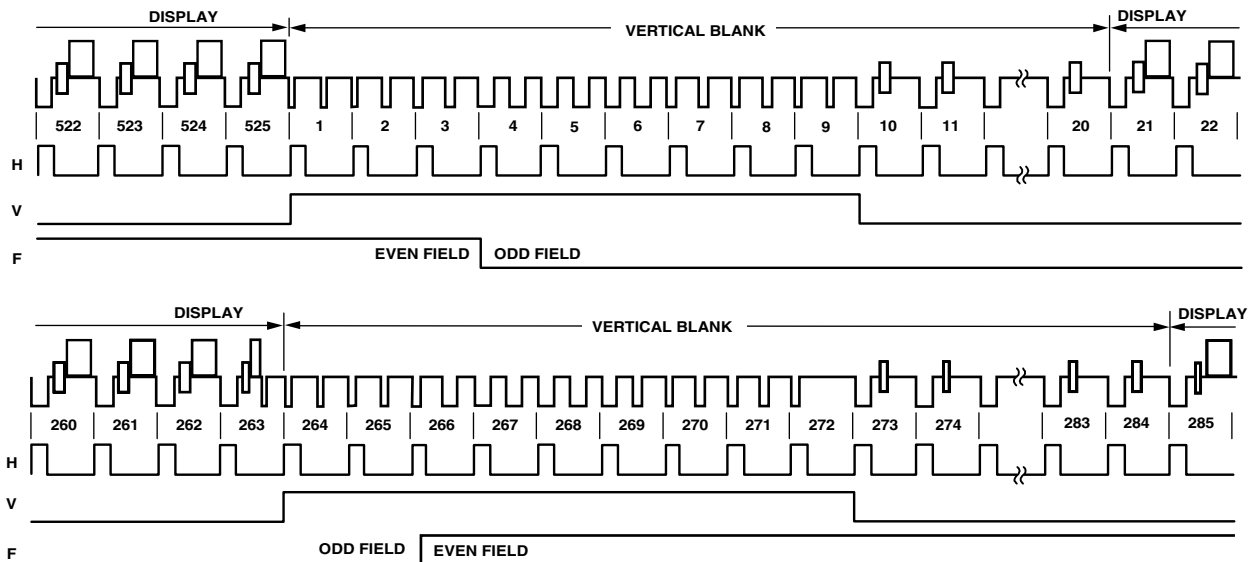 DISPLAY VERTICAL BLANK DISPLAY
522 523 524 525 1 2 3 4 5 6 7 8 9 10 11 20 21 22
H
V
F EVEN FIELD ODD FIELD
DISPLAY VERTICAL BLANK DISPLAY
260 261 262 263 264 265 266 267 268 269 270 271 272 273 274 283 284 285
H
V
F ODD FIELD EVEN FIELD